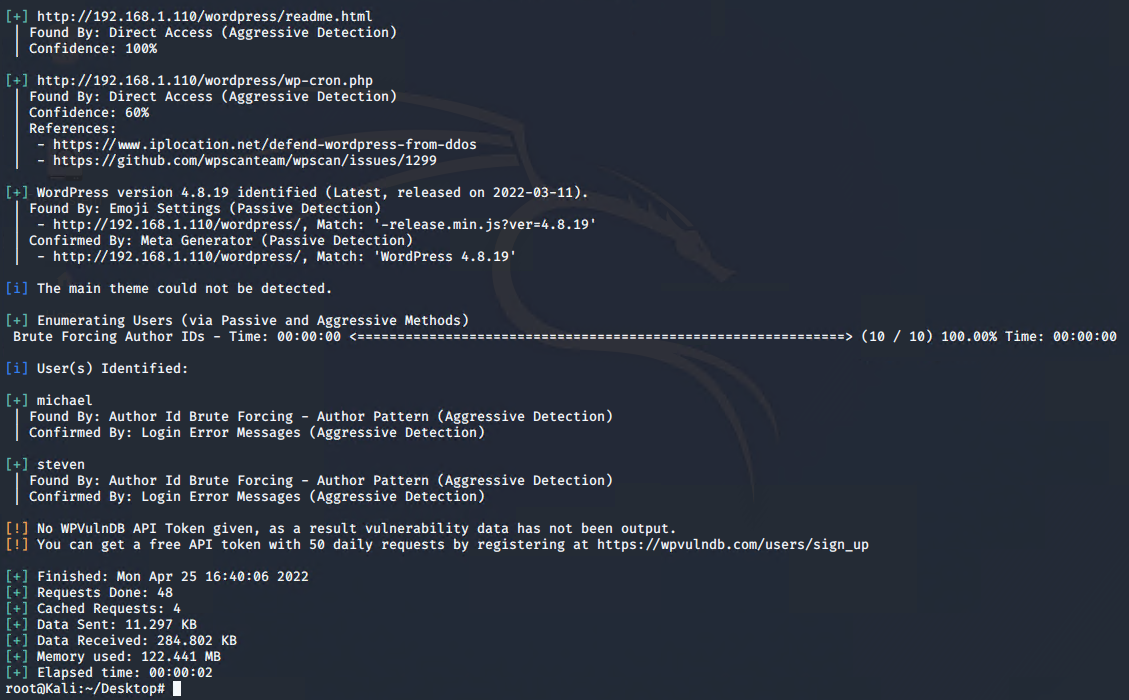 [+] http://192.168.1.110/wordpress/readme.html
| Found By: Direct Access (Aggressive Detection)
| Confidence: 100%
[+] http://192.168.1.110/wordpress/wp-cron.php
| Found By: Direct Access (Aggressive Detection)
| Confidence: 60%
| References:
|  - https://www.iplocation.net/defend-wordpress-from-ddos
|  - https://github.com/wpscanteam/wpscan/issues/1299
[+] WordPress version 4.8.19 identified (Latest, released on 2022-03-11).
| Found By: Emoji Settings (Passive Detection)
|  - http://192.168.1.110/wordpress/, Match: '-release.min.js?ver=4.8.19'
| Confirmed By: Meta Generator (Passive Detection)
|  - http://192.168.1.110/wordpress/, Match: 'WordPress 4.8.19'
[i] The main theme could not be detected.
[+] Enumerating Users (via Passive and Aggressive Methods)
Brute Forcing Author IDs - Time: 00:00:00 <=============================================================> (10 / 10) 100.00% Time: 00:00:00
[i] User(s) Identified:
[+] michael
| Found By: Author Id Brute Forcing - Author Pattern (Aggressive Detection)
| Confirmed By: Login Error Messages (Aggressive Detection)
[+] steven
| Found By: Author Id Brute Forcing - Author Pattern (Aggressive Detection)
| Confirmed By: Login Error Messages (Aggressive Detection)
[!] No WPVulnDB API Token given, as a result vulnerability data has not been output.
[!] You can get a free API token with 50 daily requests by registering at https://wpvulndb.com/users/sign_up
[+] Finished: Mon Apr 25 16:40:06 2022
[+] Requests Done: 48
[+] Cached Requests: 4
[+] Data Sent: 11.297 KB
[+] Data Received: 284.802 KB
[+] Memory used: 122.441 MB
[+] Elapsed time: 00:00:02
root@Kali:~/Desktop#